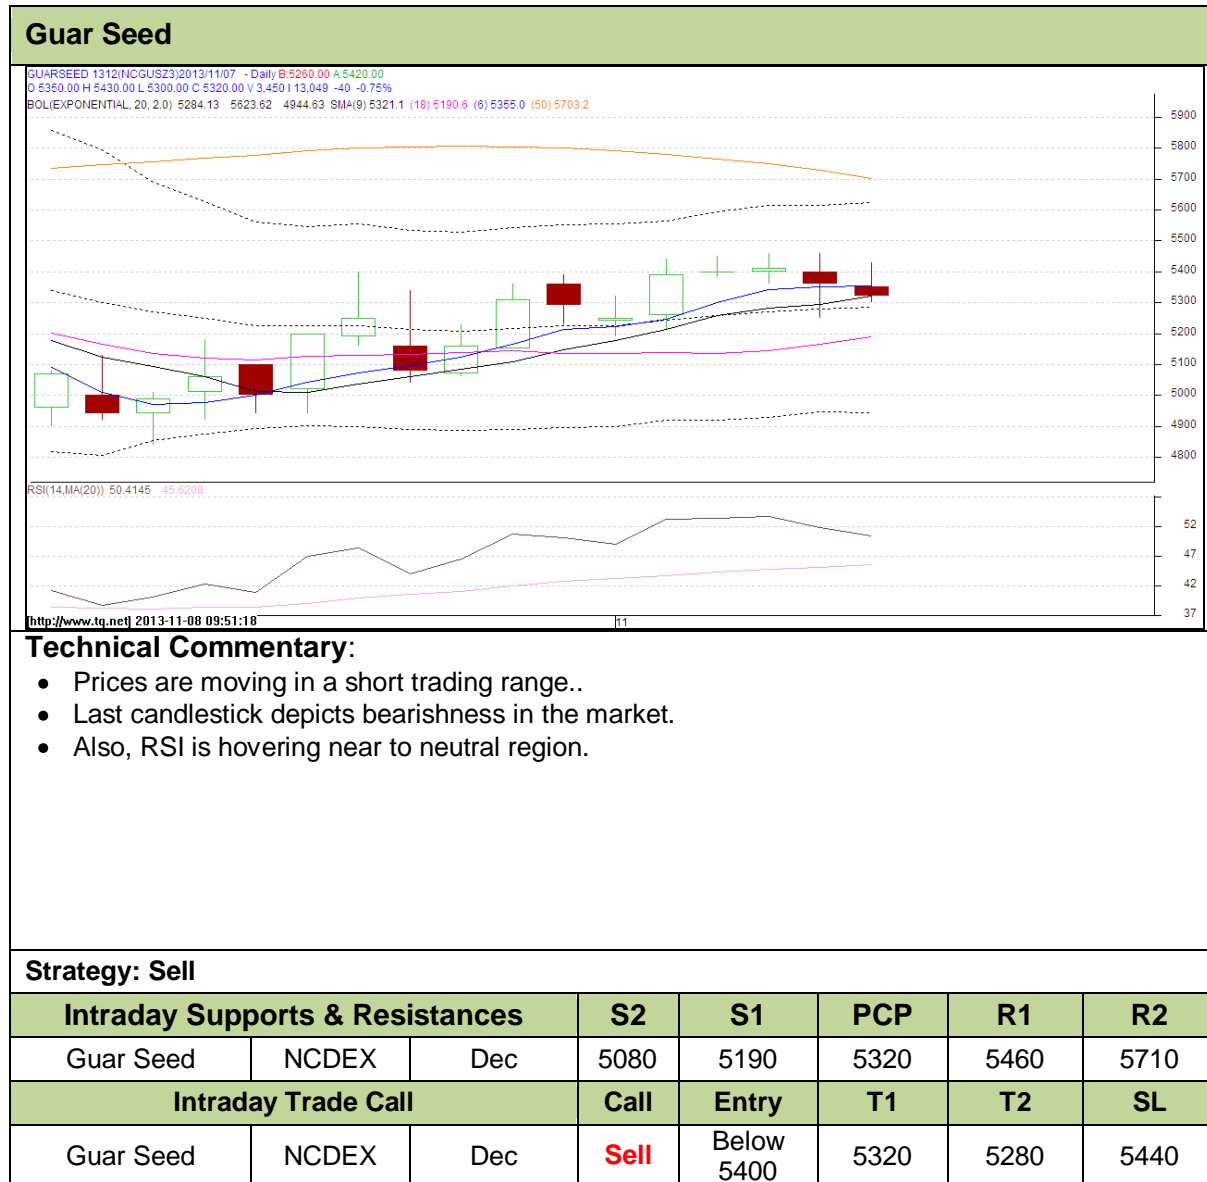 Guar Seed
GUARSEED 1312(NCGUSZ3)2013/11/07 - Daily B:5260.00 A:5420.00
O 5350.00 H 5430.00 L 5300.00 C 5320.00 V 3,450 I 13,049 -40 -0.75%
BOL(EXPONENTIAL, 20, 2.0) 5284.13 5623.62 4944.63 SMA(9) 5321.1 (18) 5190.6 (6) 5355.0 (50) 5703.2
5900
5800
5700
5600
5500
5400
5300
5200
5100
5000
4900
4800
RSI(14,MA(20)) 50.4145 45.6208
52
47
42
37
[http://www.tq.net] 2013-11-08 09:51:18
11
Technical Commentary:
• Prices are moving in a short trading range..
• Last candlestick depicts bearishness in the market.
• Also, RSI is hovering near to neutral region.
Strategy: Sell
Intraday Supports & Resistances S2 S1 PCP R1 R2
Guar Seed NCDEX Dec 5080 5190 5320 5460 5710
Intraday Trade Call Call Entry T1 T2 SL
Guar Seed NCDEX Dec Sell Below 5400 5320 5280 5440